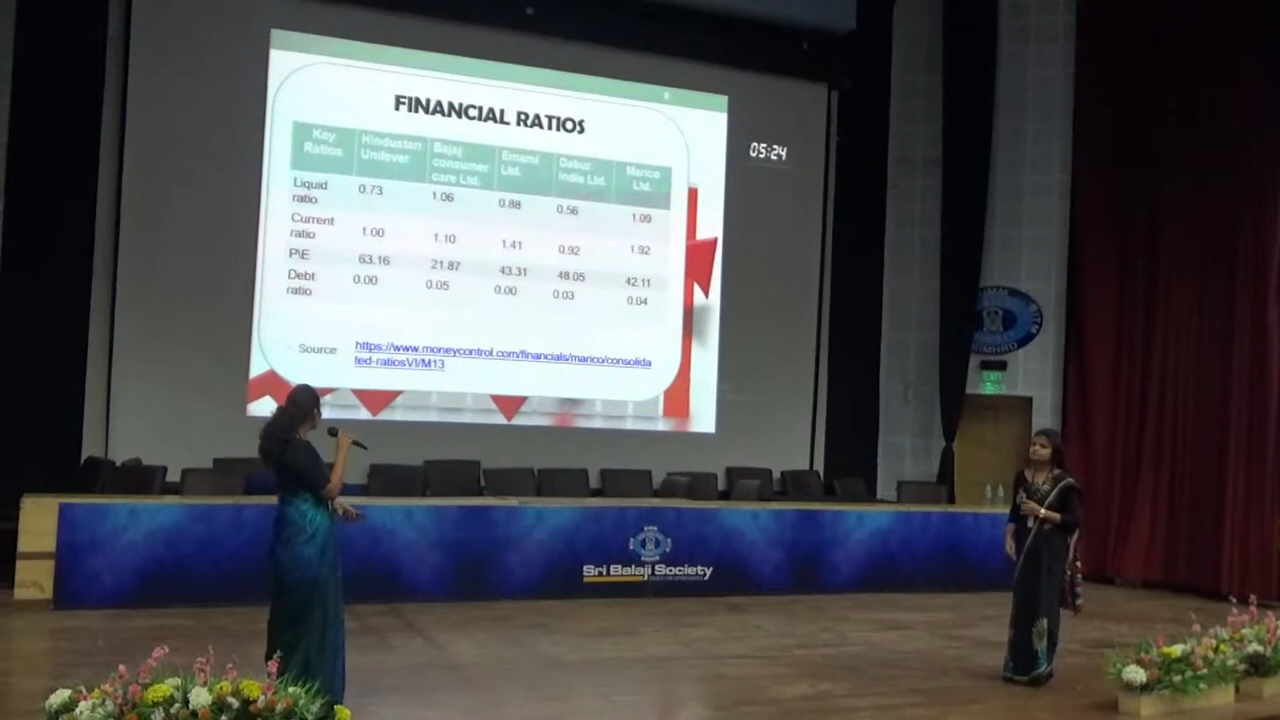 FINANCIAL RATIOS
Key Ratios Hindustan Unilever Bajaj consumer care Ltd. Emami Ltd. Dabur India Ltd. Marico Ltd.
Liquid ratio 0.73 1.06 0.88 0.56 1.09
Current ratio 1.00 1.10 1.41 0.92 1.92
P\E 63.16 21.87 43.31 48.05 42.11
Debt ratio 0.00 0.05 0.00 0.03 0.04
Source https://www.moneycontrol.com/financials/marico/consolida
ted-ratiosVI/M13
05:24
EXIT
Sri Balaji Society